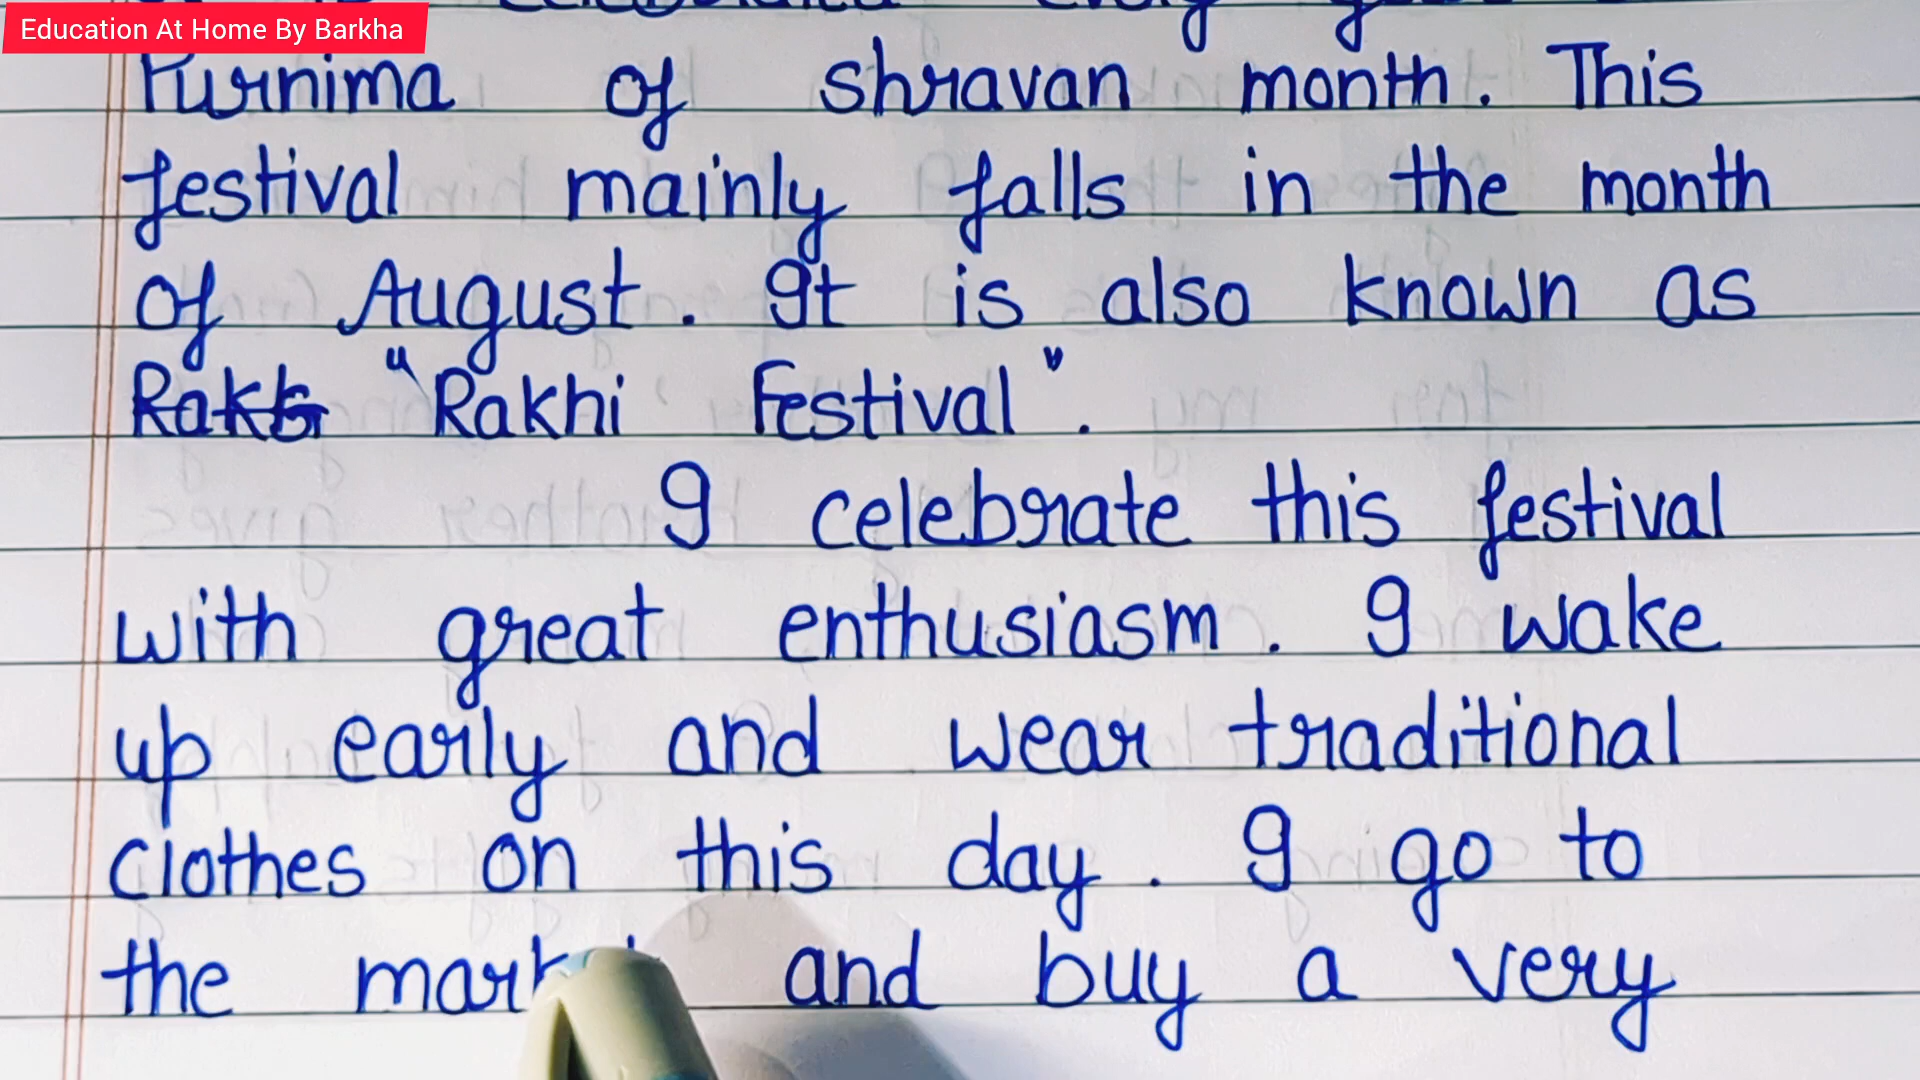 Education At Home By Barkha
celebrated every
Purnima of shravan month. This
festival mainly falls in the month
of August. It is also known as
"Rakhi Festival".
I celebrate this festival
with great enthusiasm. I wake
up early and wear traditional
clothes on this day. I go to
the and buy a very